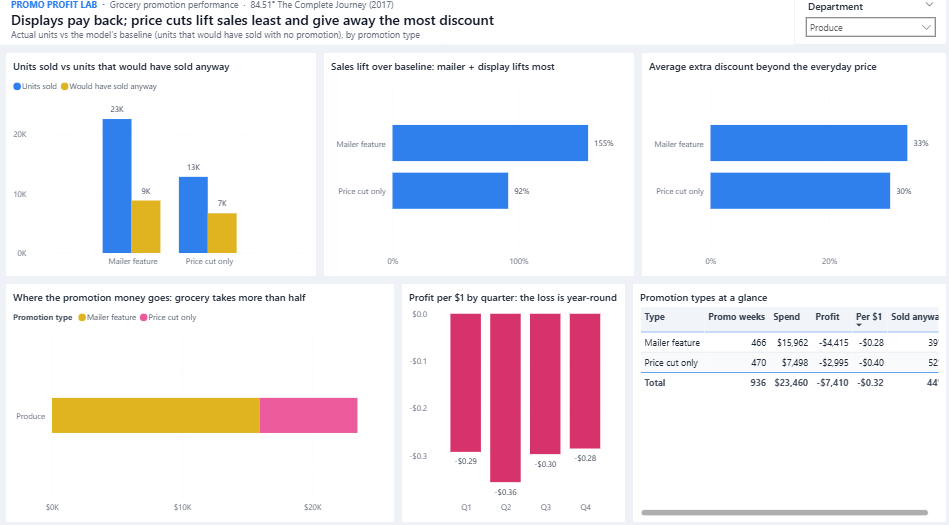 PROMO PROFIT LAB · Grocery promotion performance · 84.51° The Complete Journey (2017)
Displays pay back; price cuts lift sales least and give away the most discount
Actual units vs the model's baseline (units that would have sold with no promotion), by promotion type
Department
Produce
Units sold vs units that would have sold anyway
Units sold Would have sold anyway
23K
20K
13K
9K
10K
7K
0K
Mailer feature Price cut only
Sales lift over baseline: mailer + display lifts most
Mailer feature 155%
Price cut only 92%
0% 100%
Average extra discount beyond the everyday price
Mailer feature 33%
Price cut only 30%
0% 20%
Where the promotion money goes: grocery takes more than half
Promotion type Mailer feature Price cut only
Produce
$0K $10K $20K
Profit per $1 by quarter: the loss is year-round
$0.0
-$0.1
-$0.2
-$0.3
-$0.29
-$0.36
-$0.30
-$0.28
Q1 Q2 Q3 Q4
Promotion types at a glance
Type Promo weeks Spend Profit Per $1 Sold anywa
Mailer feature 466 $15,962 -$4,415 -$0.28 39
Price cut only 470 $7,498 -$2,995 -$0.40 52
Total 936 $23,460 -$7,410 -$0.32 44